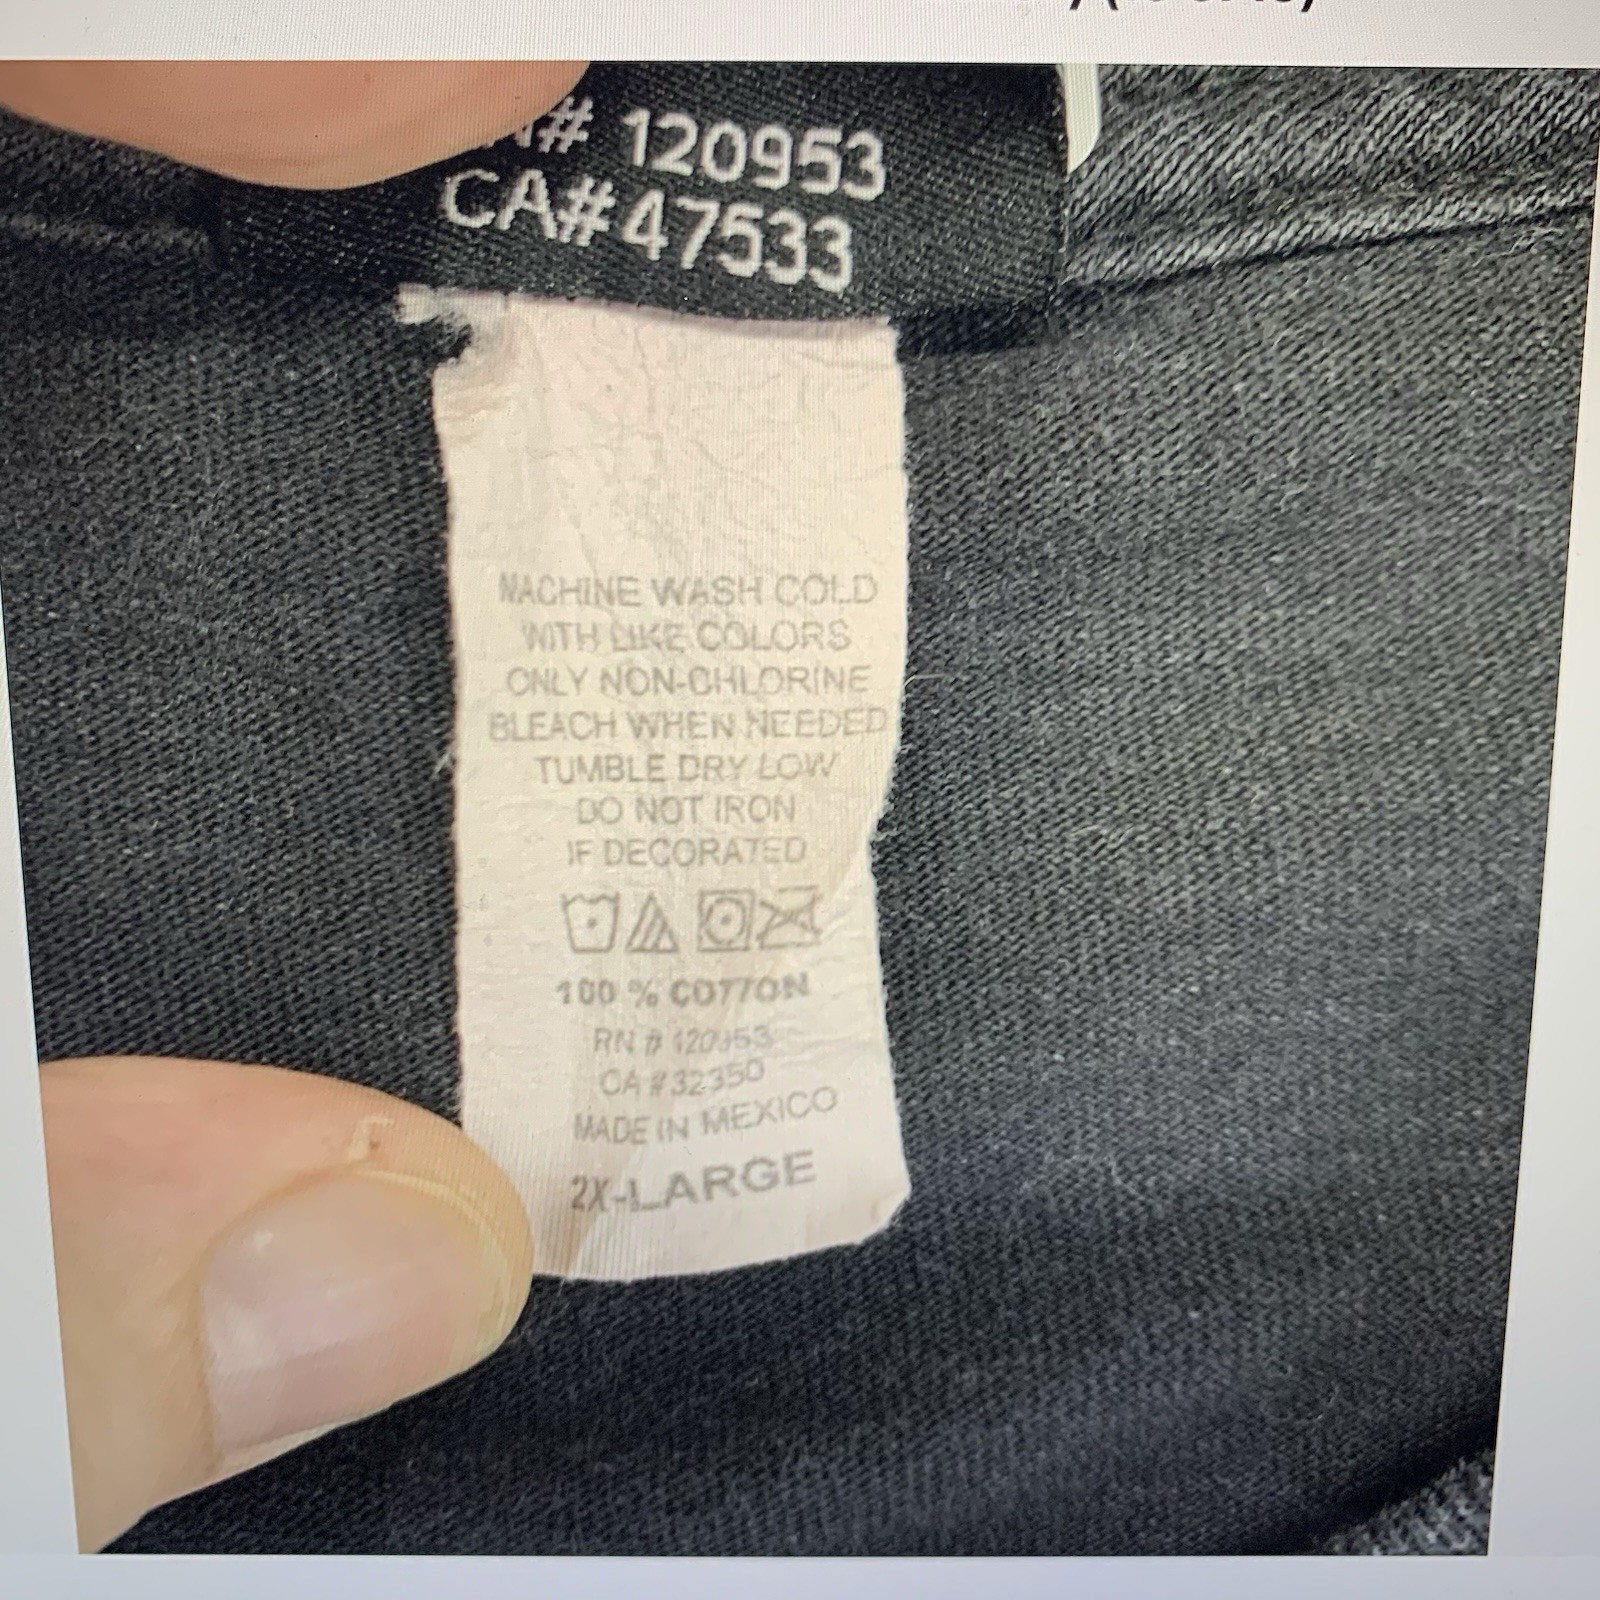 # 120953
CA#47533
MACHINE WASH COLD
WITH LIKE COLORS
ONLY NON-CHLORINE
BLEACH WHEN NEEDED
TUMBLE DRY LOW
DO NOT IRON
IF DECORATED
100 % COTTON
RN # 120953
CA # 32350
MADE IN MEXICO
2X-LARGE